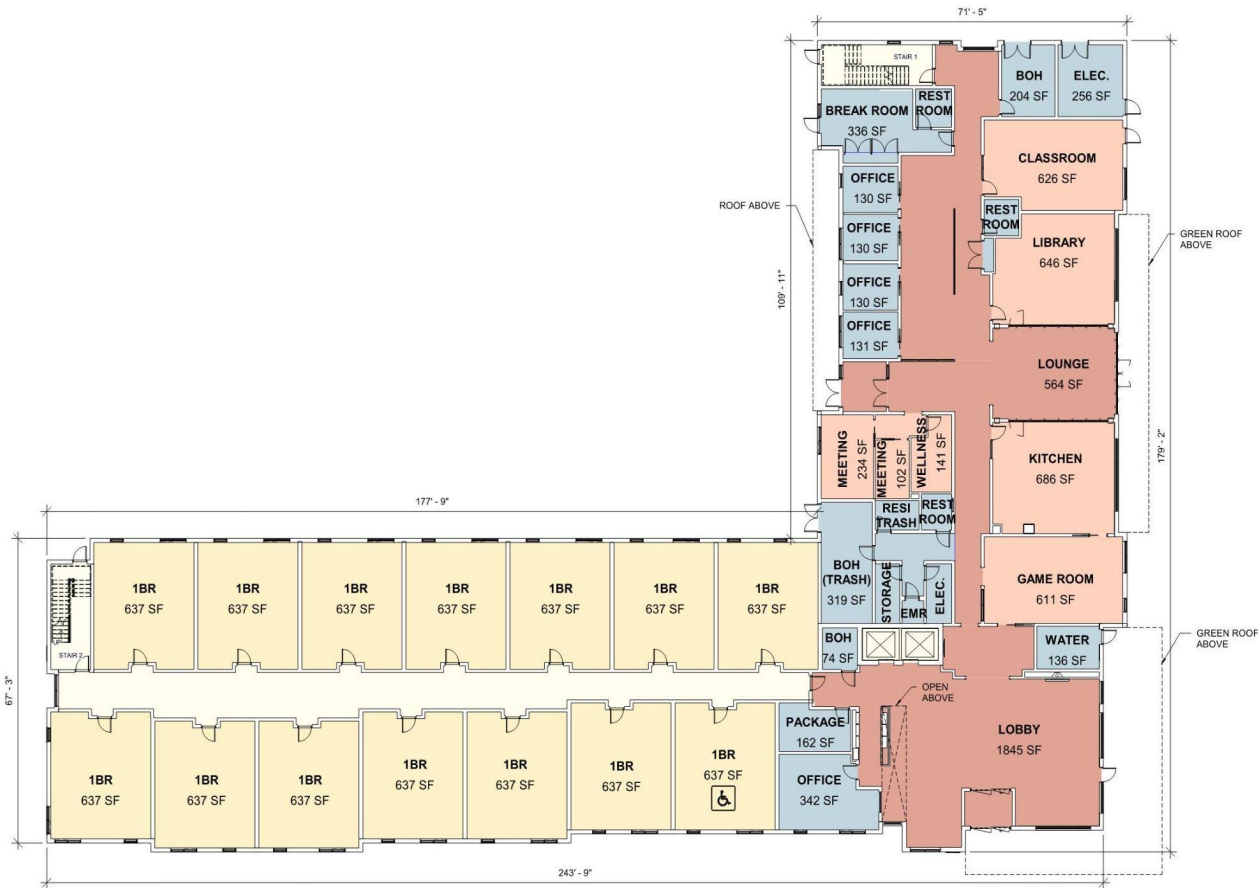 71' - 5"
STAIR 1
BOH
204 SF
ELEC.
256 SF
BREAK ROOM
336 SF
REST
ROOM
CLASSROOM
626 SF
OFFICE
130 SF
ROOF ABOVE
REST
ROOM
OFFICE
130 SF
LIBRARY
646 SF
GREEN ROOF
ABOVE
109' - 11"
OFFICE
130 SF
OFFICE
131 SF
LOUNGE
564 SF
MEETING
234 SF
MEETING
102 SF
WELLNESS
141 SF
KITCHEN
686 SF
179' - 2"
177' - 9"
RESI
TRASH
REST
ROOM
BOH
(TRASH)
319 SF
STORAGE
EMR
ELEC.
GAME ROOM
611 SF
1BR
637 SF
1BR
637 SF
1BR
637 SF
1BR
637 SF
1BR
637 SF
1BR
637 SF
1BR
637 SF
STAIR 2
BOH
74 SF
WATER
136 SF
GREEN ROOF
ABOVE
67' - 3"
OPEN
ABOVE
PACKAGE
162 SF
LOBBY
1845 SF
1BR
637 SF
1BR
637 SF
1BR
637 SF
1BR
637 SF
1BR
637 SF
1BR
637 SF
1BR
637 SF
OFFICE
342 SF
243' - 9"